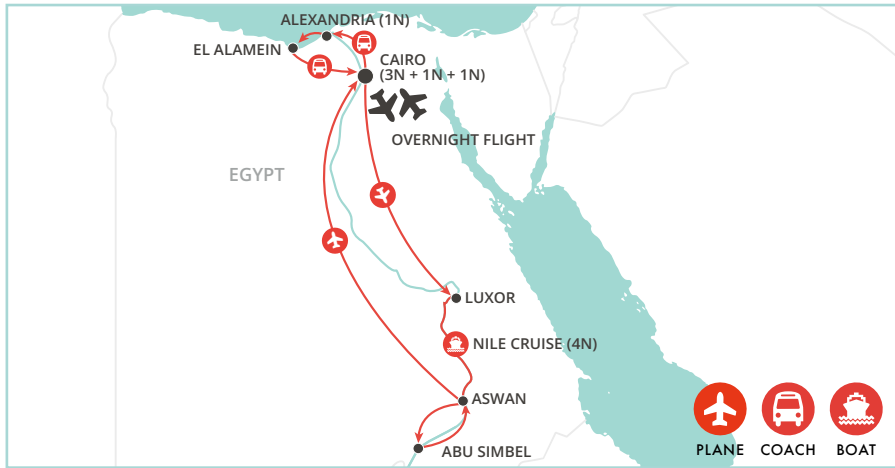 ALEXANDRIA (1N)
EL ALAMEIN
CAIRO
(3N + 1N + 1N)
OVERNIGHT FLIGHT
EGYPT
LUXOR
NILE CRUISE (4N)
ASWAN
ABU SIMBEL
PLANE
COACH
BOAT